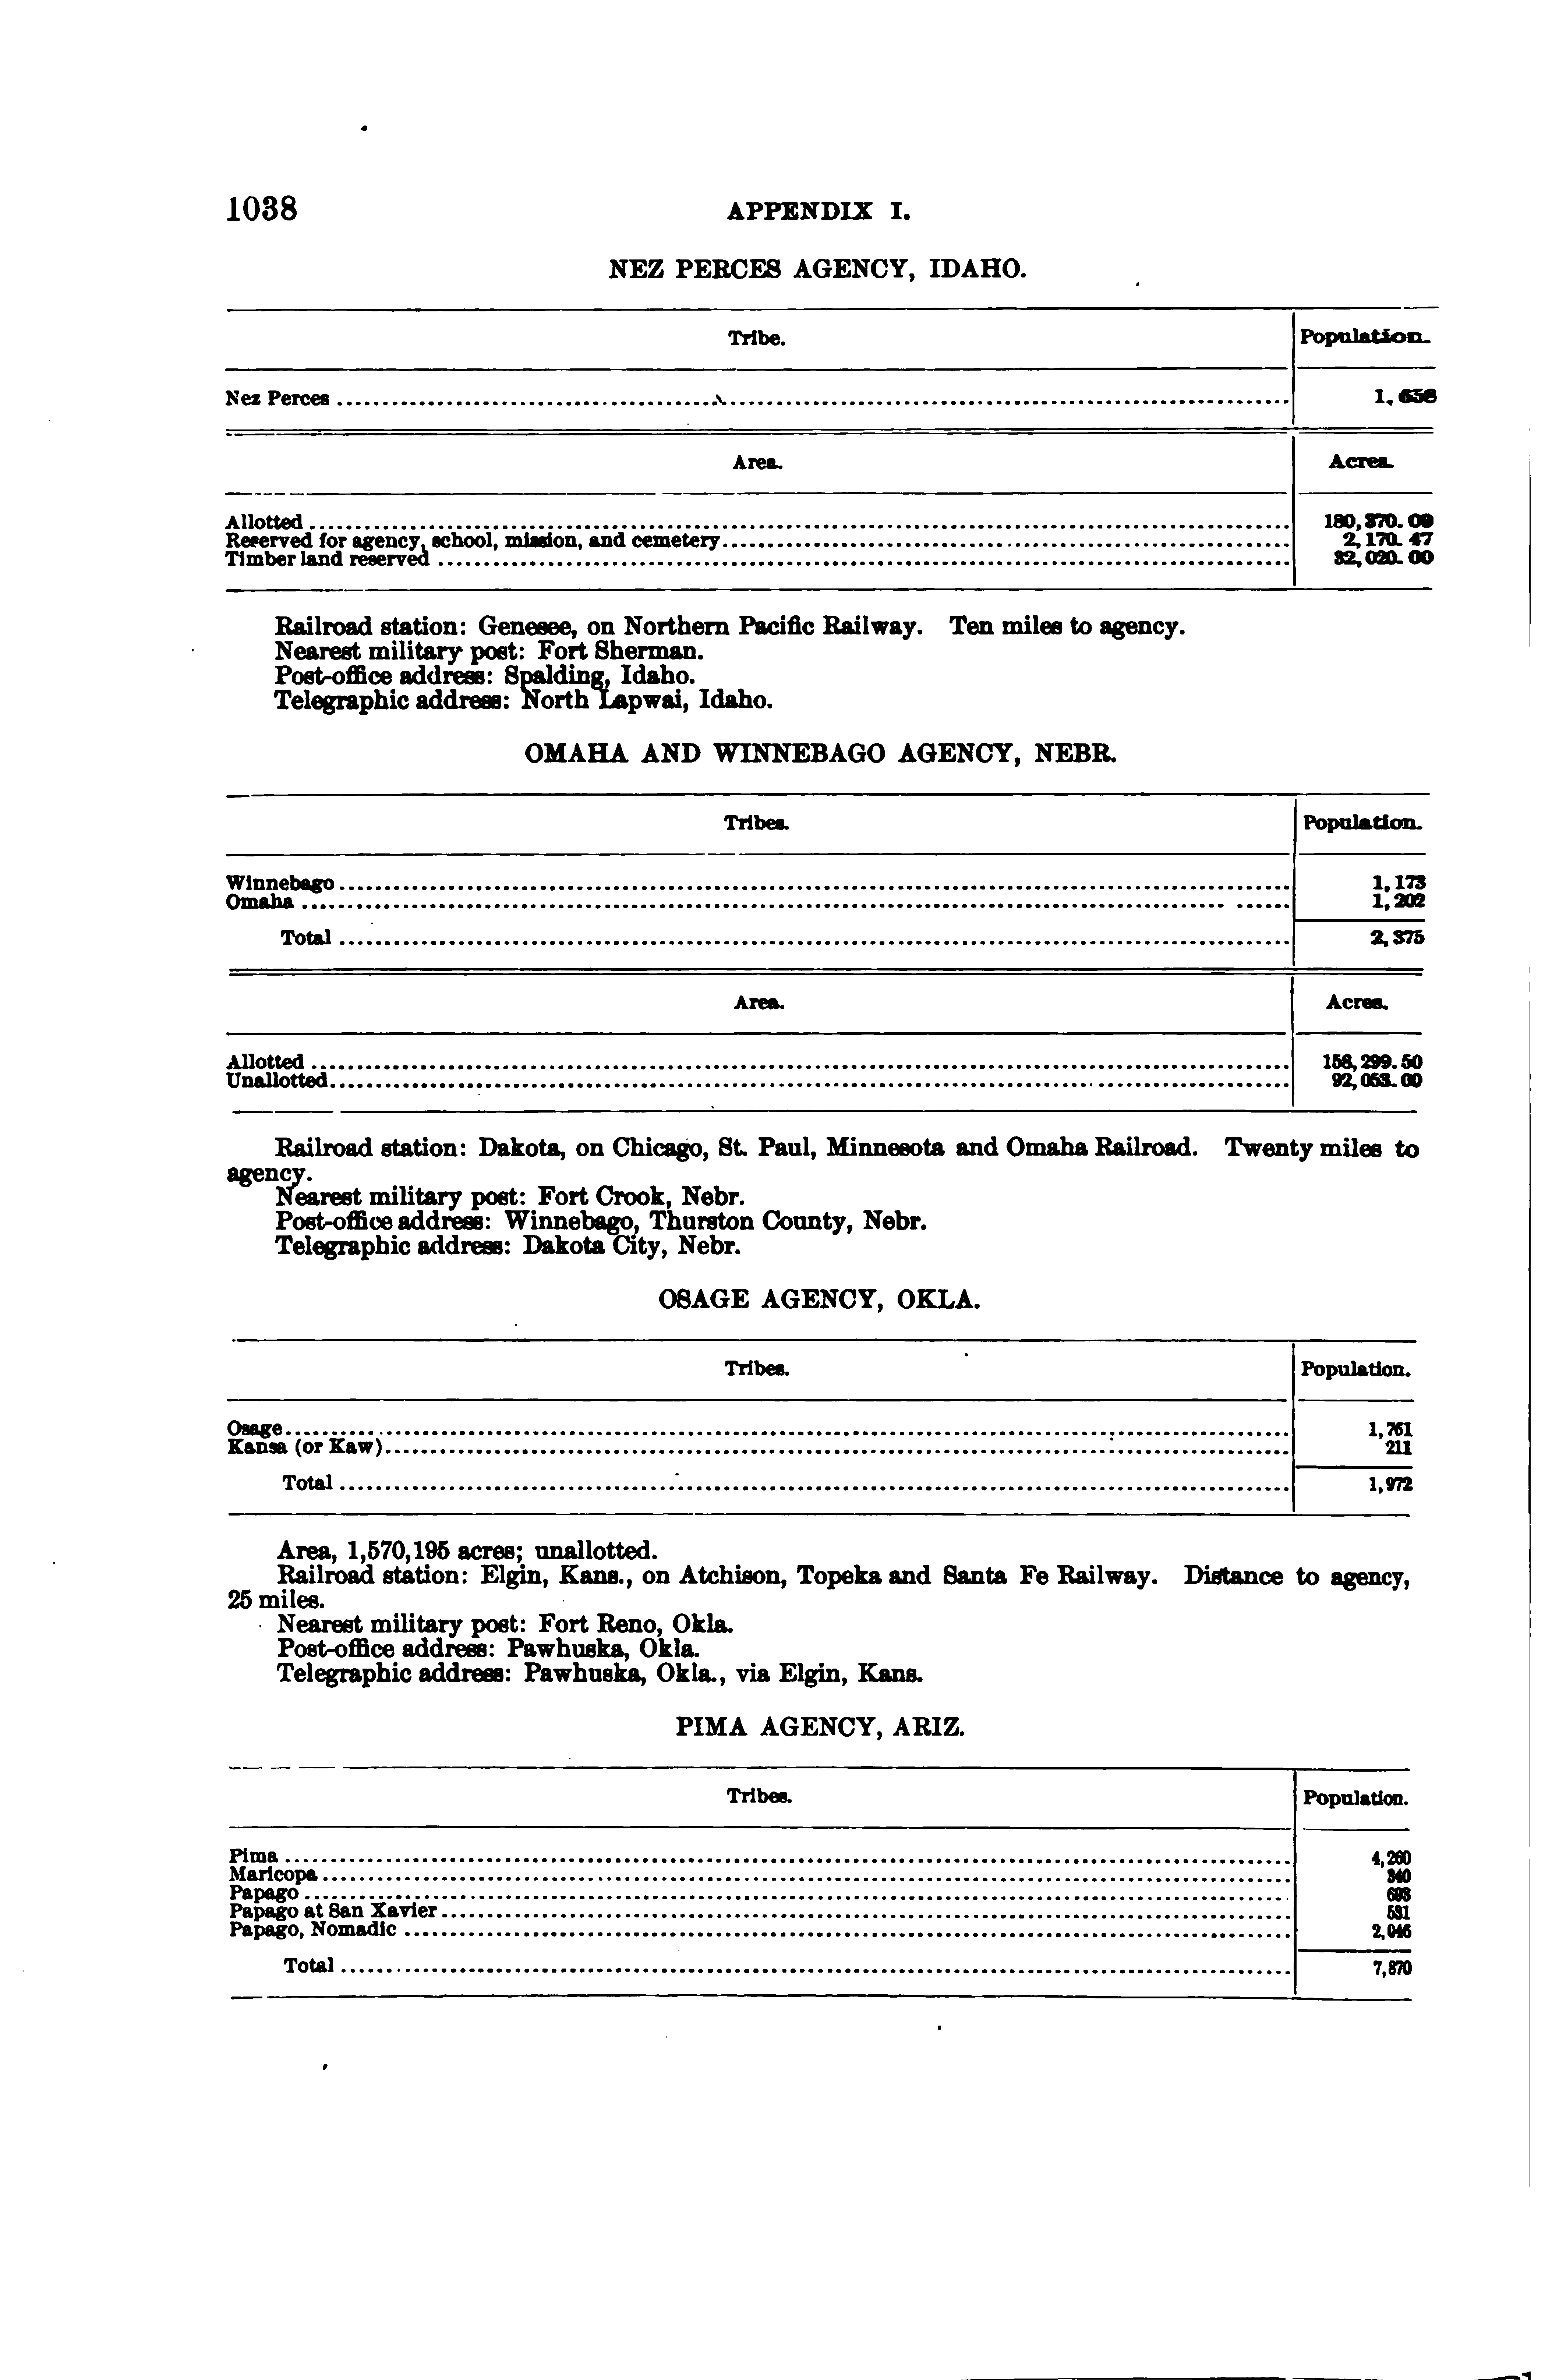 1038
APPENDIX I.
NEZ PERCES AGENCY, IDAHO.
Tribe. Population.
Nez Perces 1,658
Area. Acres.
Allotted 180,370.09
Reserved for agency, school, mission, and cemetery 2,170.47
Timber land reserved 32,020.00
Railroad station: Genesee, on Northern Pacific Railway. Ten miles to agency.
Nearest military post: Fort Sherman.
Post-office address: Spalding, Idaho.
Telegraphic address: North Lapwai, Idaho.
OMAHA AND WINNEBAGO AGENCY, NEBR.
Tribes. Population.
Winnebago 1,173
Omaha 1,202
Total 2,375
Area. Acres.
Allotted 158,299.50
Unallotted 92,053.00
Railroad station: Dakota, on Chicago, St. Paul, Minnesota and Omaha Railroad. Twenty miles to
agency.
Nearest military post: Fort Crook, Nebr.
Post-office address: Winnebago, Thurston County, Nebr.
Telegraphic address: Dakota City, Nebr.
OSAGE AGENCY, OKLA.
Tribes. Population.
Osage 1,761
Kansa (or Kaw) 211
Total 1,972
Area, 1,570,195 acres; unallotted.
Railroad station: Elgin, Kans., on Atchison, Topeka and Santa Fe Railway. Distance to agency,
25 miles.
Nearest military post: Fort Reno, Okla.
Post-office address: Pawhuska, Okla.
Telegraphic address: Pawhuska, Okla., via Elgin, Kans.
PIMA AGENCY, ARIZ.
Tribes. Population.
Pima 4,260
Maricopa 340
Papago 693
Papago at San Xavier 531
Papago, Nomadic 2,046
Total 7,870